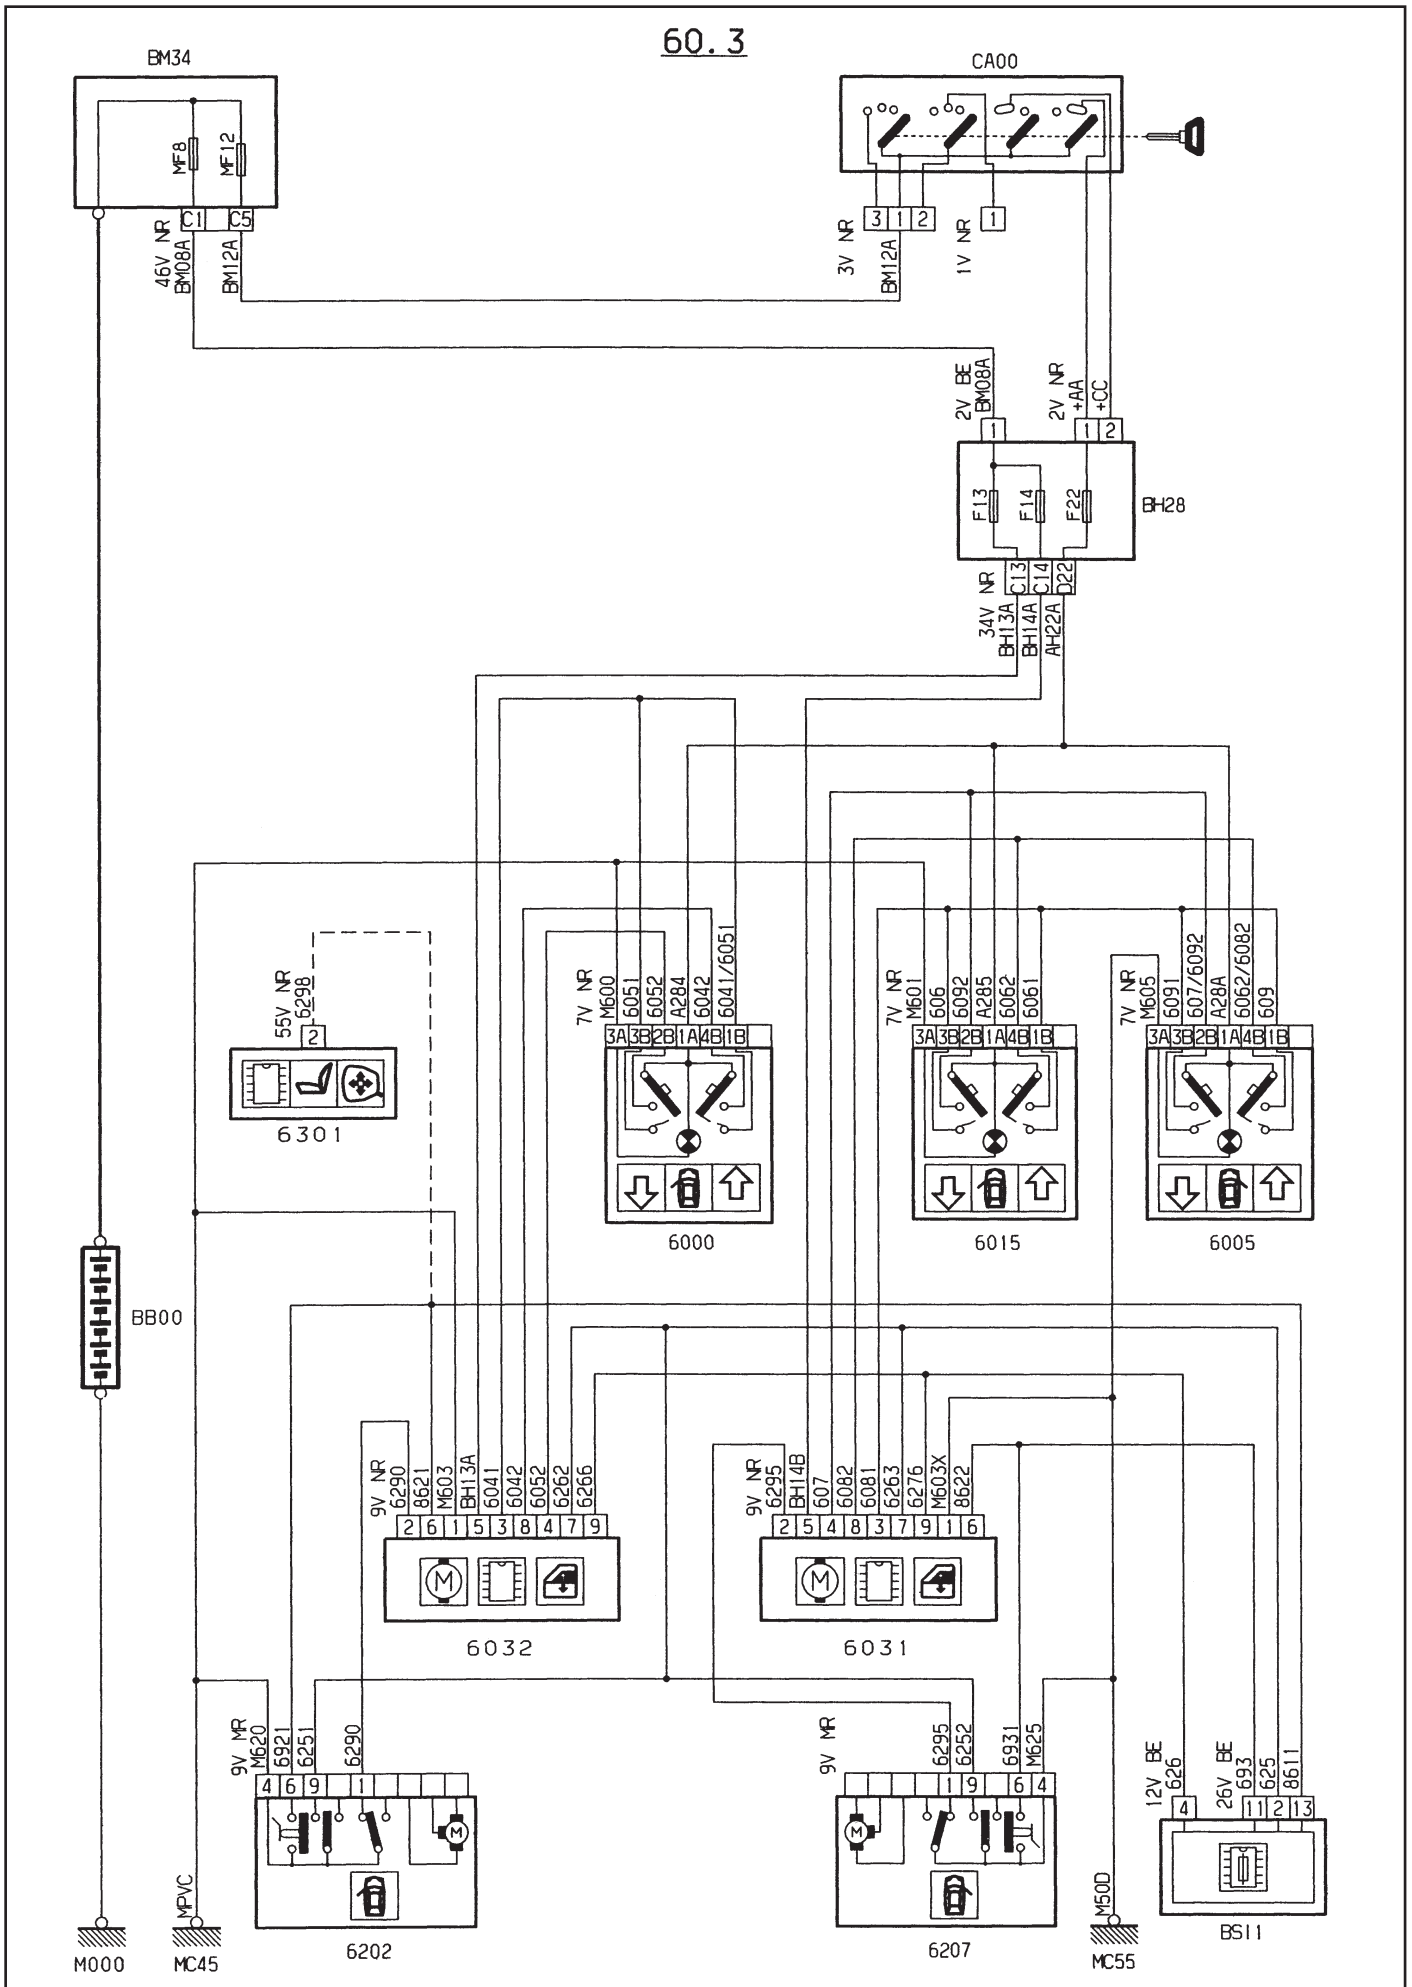 60.3
BM34
CA00
MF8
MF12
C1
C5
46V NR
BM08A
BM12A
3
1
2
1
3V NR
BM12A
1V NR
2V BE
BM08A
2V NR
+AA
+CC
1
1
2
F13
F14
F22
BH28
C13
C14
D22
34V NR
BH13A
BH14A
AH22A
55V NR
6298
2
6301
7V NR
M600
6051
6052
A284
6042
6041/6051
3A
3B
2B
1A
4B
1B
6000
7V NR
M601
606
6092
A285
6062
6061
3A
3B
2B
1A
4B
1B
6015
7V NR
M605
6091
607/6092
A28A
6062/6082
609
3A
3B
2B
1A
4B
1B
6005
BB00
9V NR
6290
8621
M603
BH13A
6041
6042
6052
6262
6266
2
6
1
5
3
8
4
7
9
M
6032
9V NR
6295
BH14B
607
6082
6081
6263
6276
M603X
8622
2
5
4
8
3
7
9
1
6
M
6031
9V MR
M620
6921
6251
6290
4
6
9
1
M
6202
9V MR
6295
6252
6931
M625
1
9
6
4
M
6207
12V BE
626
26V BE
693
625
8611
4
11
2
13
BSI1
M000
MPVC
MC45
M50D
MC55